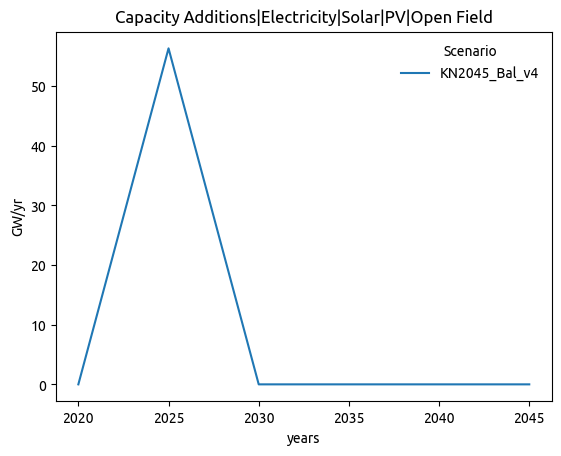 Capacity Additions|Electricity|Solar|PV|Open Field
Scenario
KN2045_Bal_v4
GW/yr
50
40
30
20
10
0
2020 2025 2030 2035 2040 2045
years